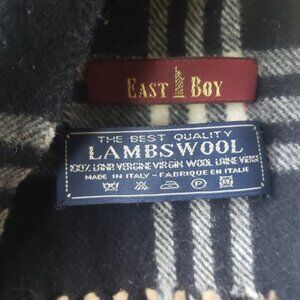 EAST BOY
THE BEST QUALITY
LAMBSWOOL
100% LANA VERGINE VIRGIN WOOL LAINE VIERGE
MADE IN ITALY - FABRIQUE EN ITALIE
P